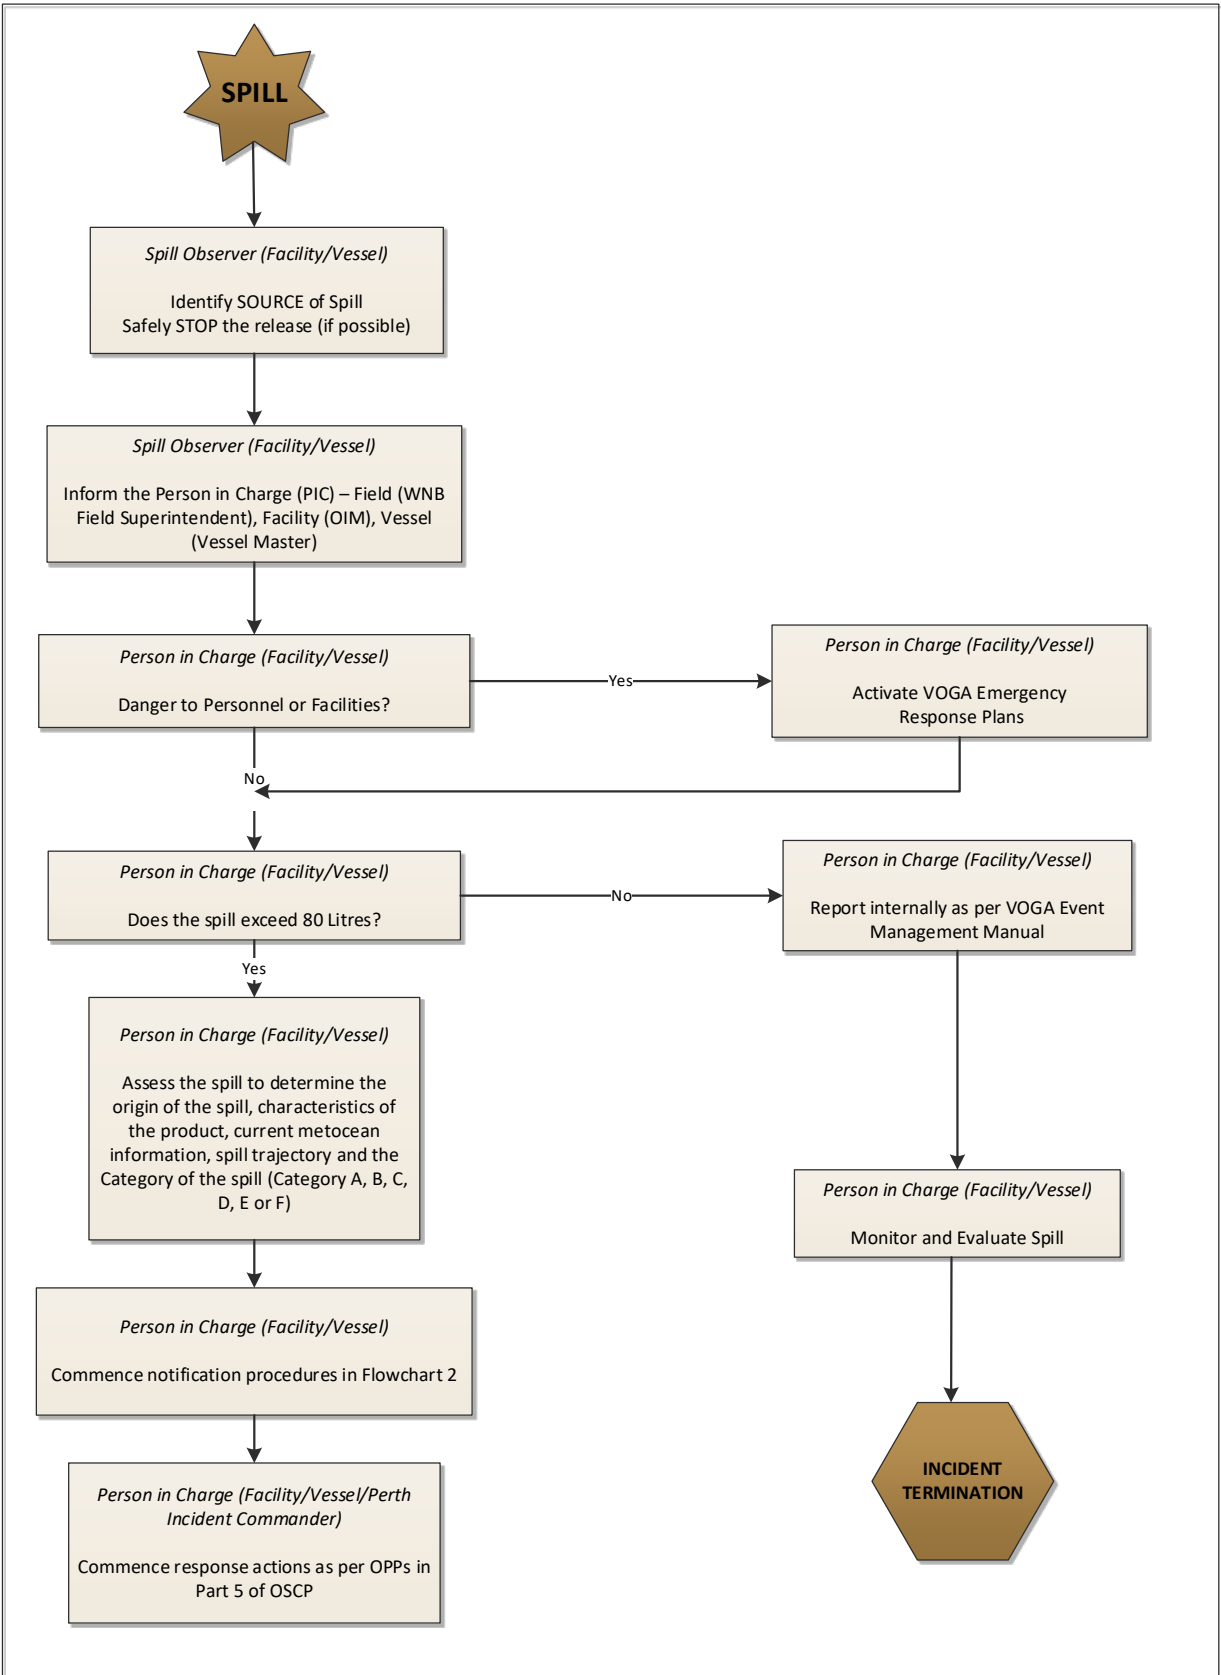 SPILL
Spill Observer (Facility/Vessel)
Identify SOURCE of Spill
Safely STOP the release (if possible)
Spill Observer (Facility/Vessel)
Inform the Person in Charge (PIC) – Field (WNB
Field Superintendent), Facility (OIM), Vessel
(Vessel Master)
Person in Charge (Facility/Vessel)
Danger to Personnel or Facilities?
Yes
Person in Charge (Facility/Vessel)
Activate VOGA Emergency
Response Plans
No
Person in Charge (Facility/Vessel)
Does the spill exceed 80 Litres?
No
Person in Charge (Facility/Vessel)
Report internally as per VOGA Event
Management Manual
Yes
Person in Charge (Facility/Vessel)
Assess the spill to determine the
origin of the spill, characteristics of
the product, current metocean
information, spill trajectory and the
Category of the spill (Category A, B, C,
D, E or F)
Person in Charge (Facility/Vessel)
Monitor and Evaluate Spill
Person in Charge (Facility/Vessel)
Commence notification procedures in Flowchart 2
Person in Charge (Facility/Vessel/Perth
Incident Commander)
Commence response actions as per OPPs in
Part 5 of OSCP
INCIDENT
TERMINATION